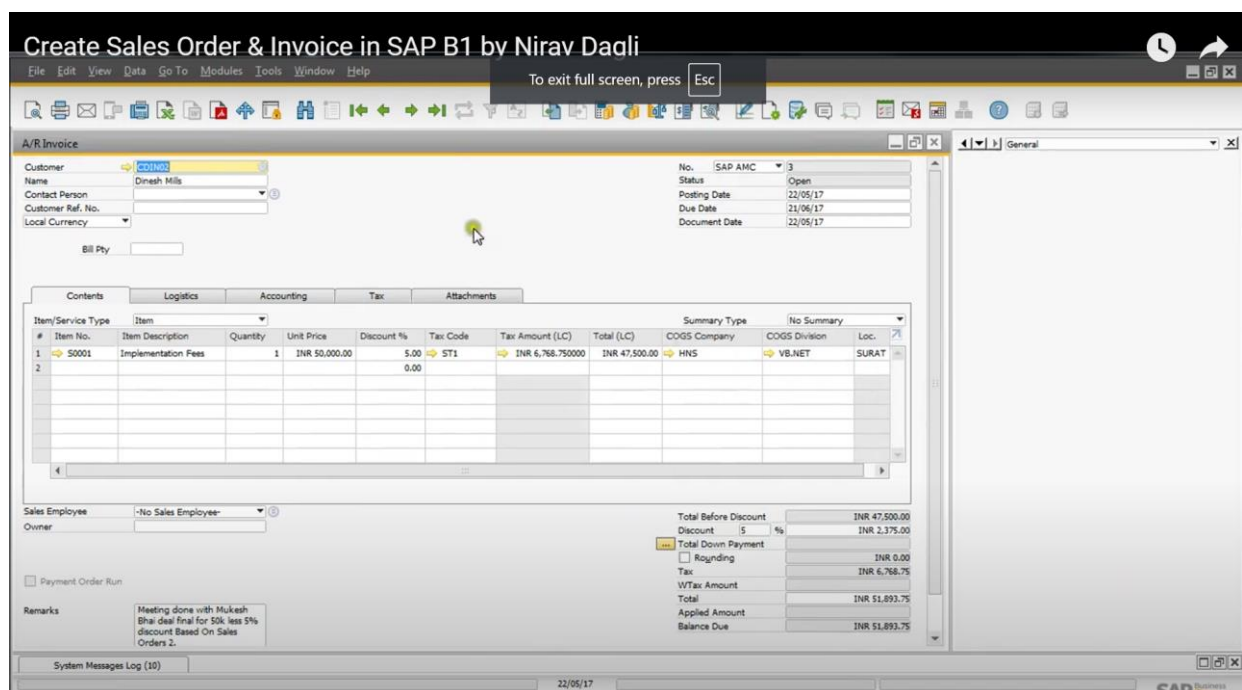 Create Sales Order & Invoice in SAP B1 by Nirav Dagli
File Edit View Data Go To Modules Tools Window Help
To exit full screen, press Esc
A/R Invoice
General
Customer CDIN02 No. SAP AMC 3
Name Dinesh Mills Status Open
Contact Person Posting Date 22/05/17
Customer Ref. No. Due Date 21/06/17
Local Currency Document Date 22/05/17
Bill Pty
Contents Logistics Accounting Tax Attachments
Item/Service Type Item Summary Type No Summary
# Item No. Item Description Quantity Unit Price Discount % Tax Code Tax Amount (LC) Total (LC) COGS Company COGS Division Loc.
1 S0001 Implementation Fees 1 INR 50,000.00 5.00 ST1 INR 6,768.750000 INR 47,500.00 HNS VB.NET SURAT
2 0.00
Sales Employee -No Sales Employee- Total Before Discount INR 47,500.00
Owner Discount 5 % INR 2,375.00
... Total Down Payment
Rounding INR 0.00
Tax INR 6,768.75
Payment Order Run WTax Amount
Total INR 51,893.75
Applied Amount
Balance Due INR 51,893.75
Remarks Meeting done with Mukesh
Bhai deal final for 50k less 5%
discount Based On Sales
Orders 2.
System Messages Log (10)
22/05/17
SAP Business